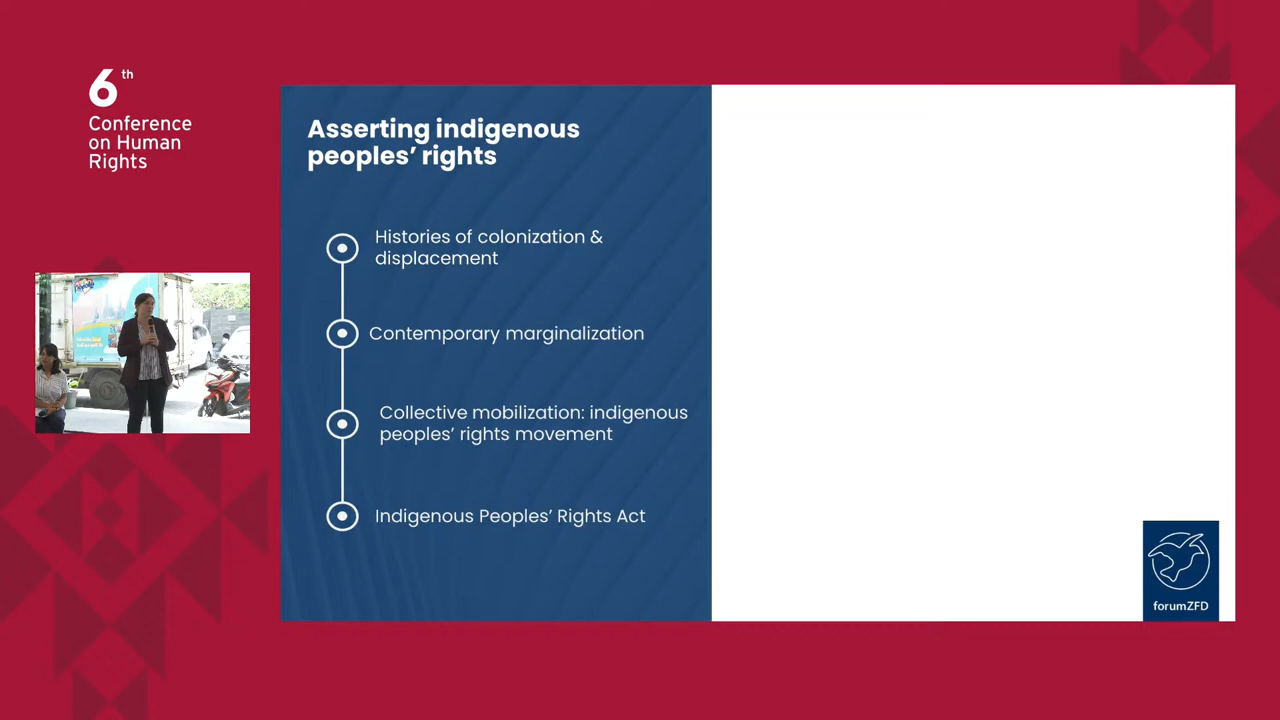 6th
Conference
on Human
Rights
Asserting indigenous
peoples' rights
Histories of colonization &
displacement
Contemporary marginalization
Collective mobilization: indigenous
peoples' rights movement
Indigenous Peoples' Rights Act
forumZFD